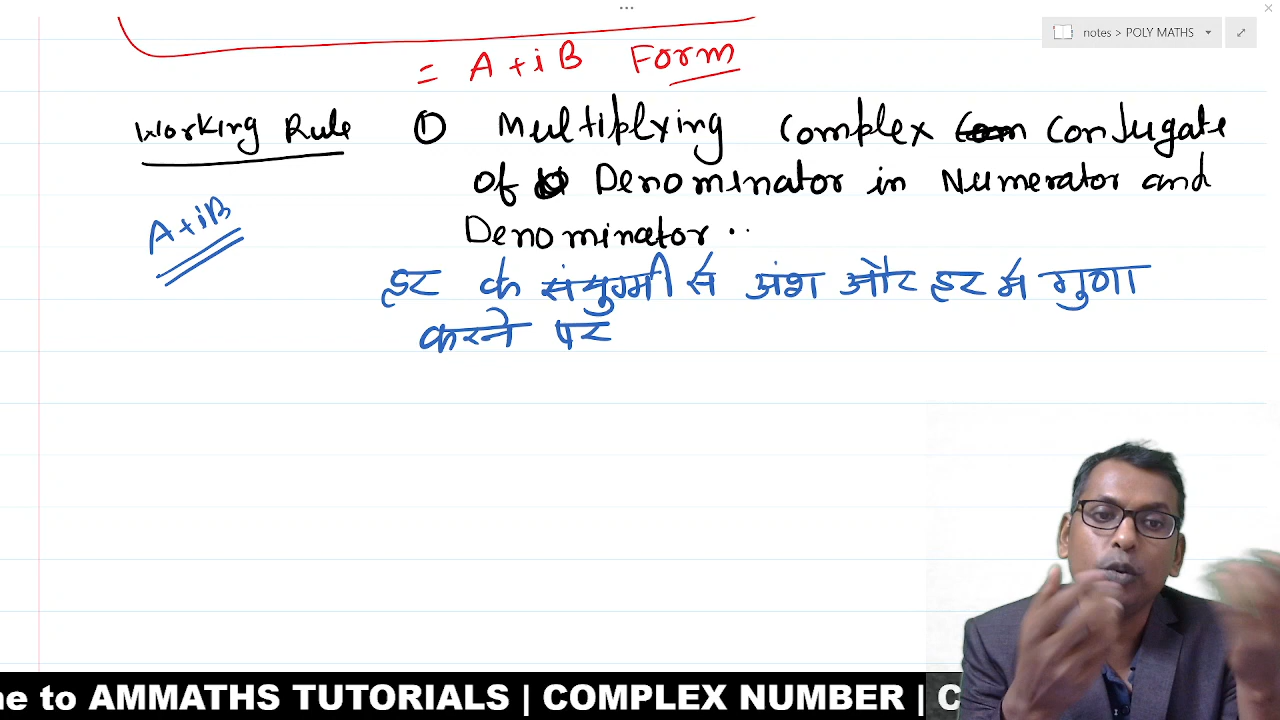 notes > POLY MATHS
= A + i B Form
Working Rule ① Multiplying Complex Conjugate
of Denominator in Numerator and
Denominator ..
A+iB
हर के संयुग्मी से अंश और हर में गुणा
करने पर
ne to AMMATHS TUTORIALS | COMPLEX NUMBER | C